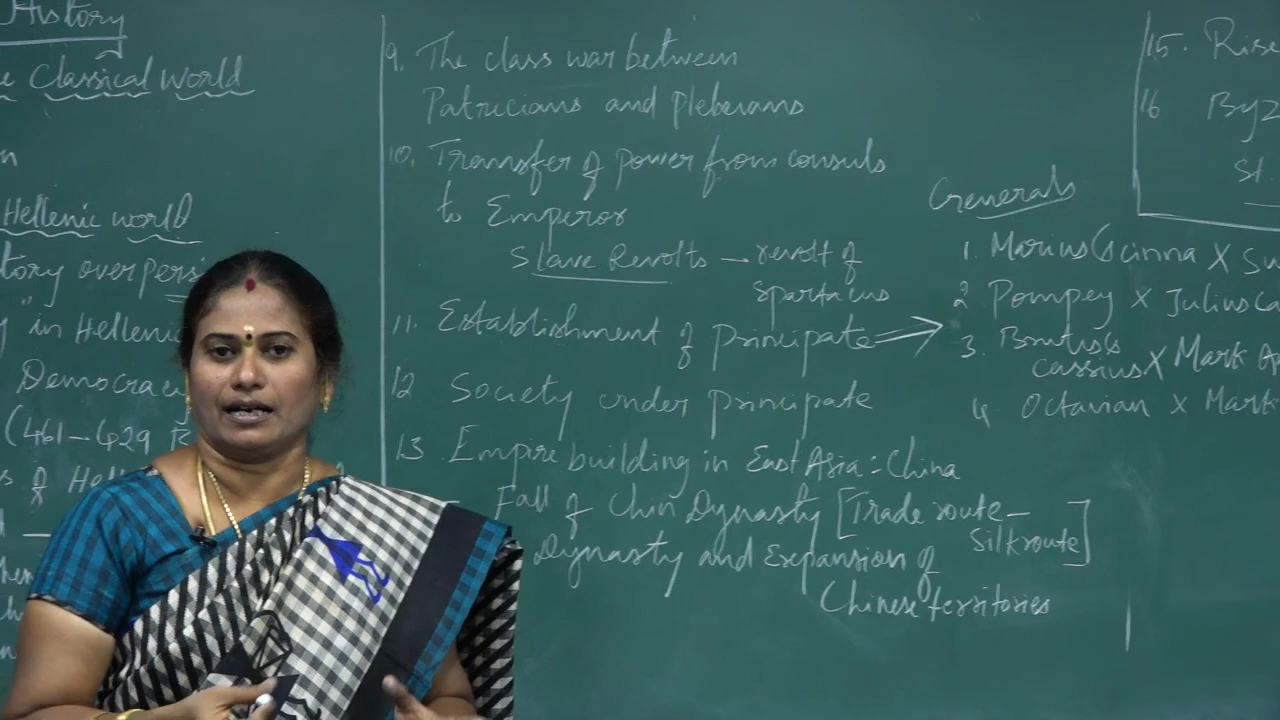 History
Classical World
Hellenic world
over
in Hellenic
Democracy
(461-429 B
9. The class war between
Patricians and Plebeians
10. Transfer of power from consuls
to Emperor
Slave Revolts — revolt of
Spartacus
11. Establishment of principate ⇒
12 Society under principate
13. Empire building in East Asia: China
Fall of Chin Dynasty [Trade route –
Silk route]
Dynasty and Expansion of
Chinese territories
Generals
1. Marius & cinna X Su
2 Pompey X Julius Ca
3. Brutus &
cassius X Mark A
4. Octavian X Mark
15. Rise
16 Byz
St.